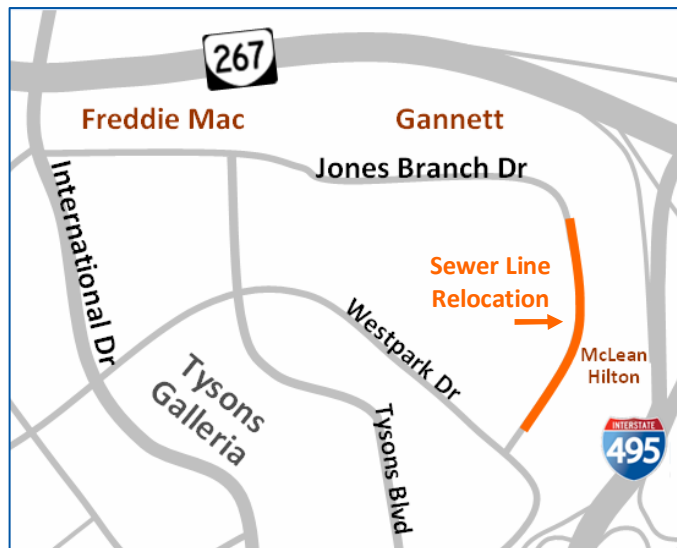 267
Freddie Mac
Gannett
Jones Branch Dr
International Dr
Sewer Line
Relocation
Westpark Dr
McLean
Hilton
Tysons
Galleria
Tysons Blvd
INTERSTATE
495